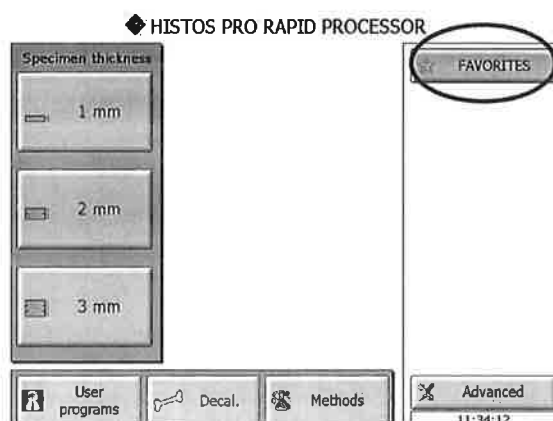 HISTOS PRO RAPID PROCESSOR
Specimen thickness
FAVORITES
1 mm
2 mm
3 mm
User
programs
Decal.
Methods
Advanced
11:34:12